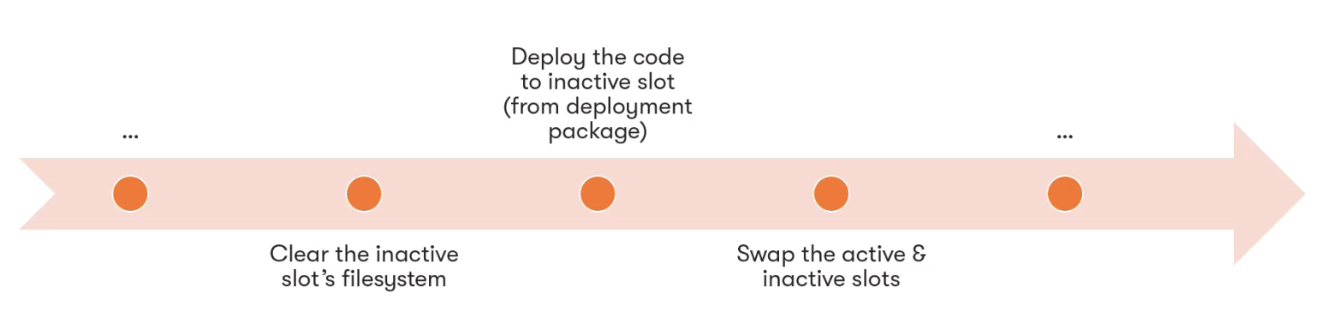 ...
Clear the inactive
slot’s filesystem
Deploy the code
to inactive slot
(from deployment
package)
Swap the active &
inactive slots
...